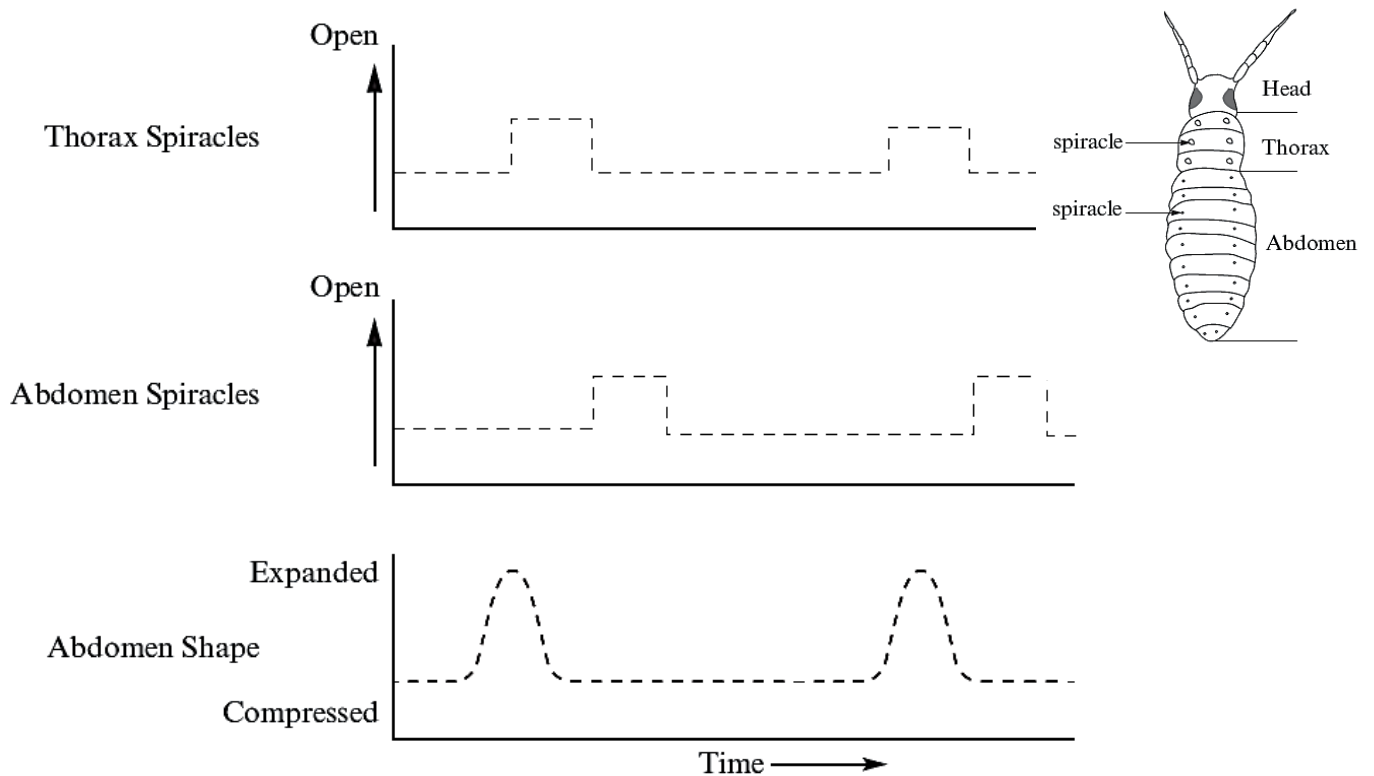 Open
Thorax Spiracles
Head
spiracle
Thorax
spiracle
Abdomen
Open
Abdomen Spiracles
Expanded
Abdomen Shape
Compressed
Time